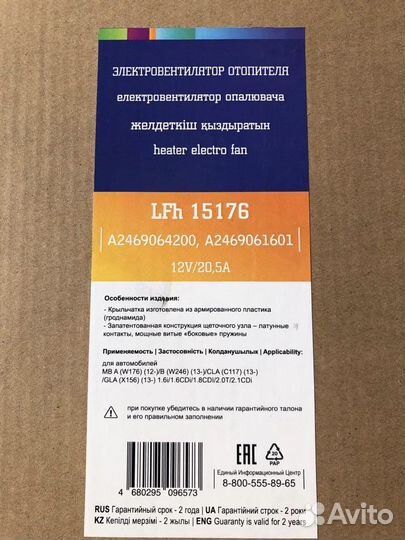 ЭЛЕКТРОВЕНТИЛЯТОР ОТОПИТЕЛЯ
електровентилятор опалювача
желдеткіш қыздыратын
heater electro fan
LFh 15176
A2469064200, A2469061601
12V/20,5A
Особенности изделия:
- Крыльчатка изготовлена из армированного пластика
(гроднамида)
- Запатентованная конструкция щеточного узла – латунные
контакты, мощные витые «боковые» пружины
Применяемость | Застосовність | Колданушылык | Applicability:
для автомобилей
MB A (W176) (12-)/B (W246) (13-)/CLA (C117) (13-)
/GLA (X156) (13-) 1.6i/1.6CDi/1.8CDI/2.0T/2.1CDi
! при покупке убедитесь в наличии гарантийного талона
и его правильном заполнении
EAC 20 PAP
Единый Информационный Центр
8-800-555-89-65
4 680295 096573
RUS Гарантийный срок - 2 года | UA Гарантійний строк - 2 роки
KZ Кепілді мерзімі - 2 жылы | ENG Guaranty is valid for 2 years
Avito